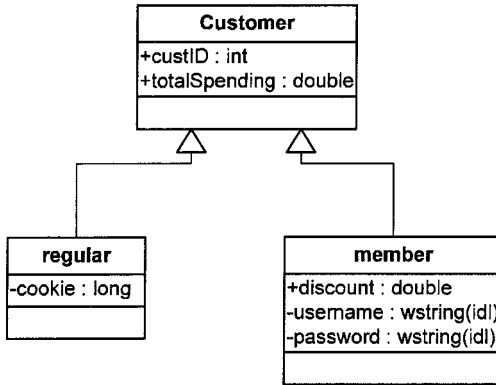 Customer
+custID : int
+totalSpending : double
regular
-cookie : long
member
+discount : double
-username : wstring(idl)
-password : wstring(idl)